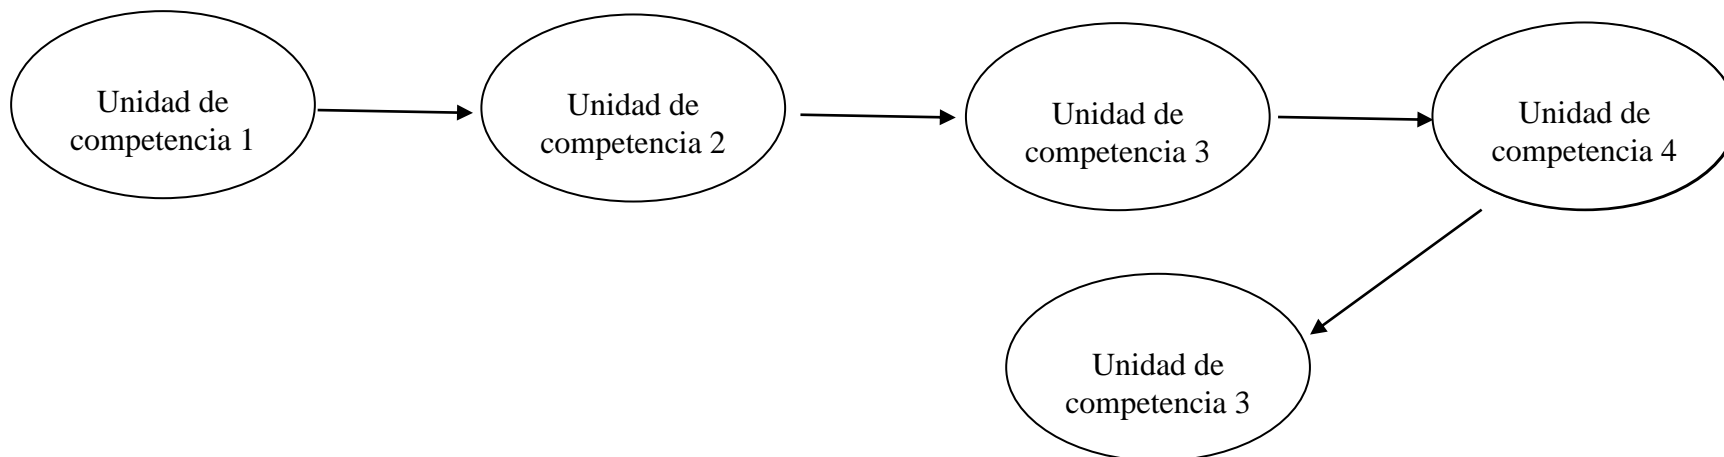 Unidad de
competencia 1
Unidad de
competencia 2
Unidad de
competencia 3
Unidad de
competencia 4
Unidad de
competencia 3